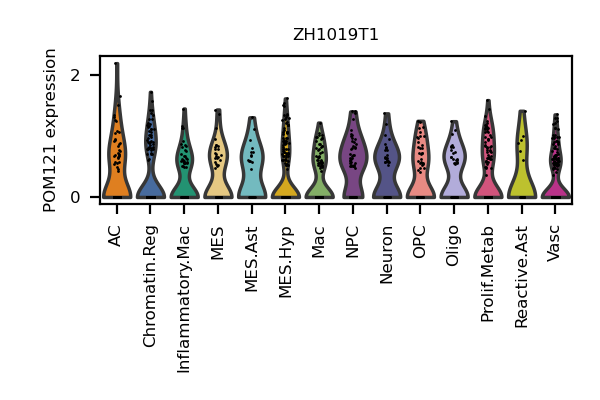 ZH1019T1
POM121 expression
2
0
AC
Chromatin.Reg
Inflammatory.Mac
MES
MES.Ast
MES.Hyp
Mac
NPC
Neuron
OPC
Oligo
Prolif.Metab
Reactive.Ast
Vasc